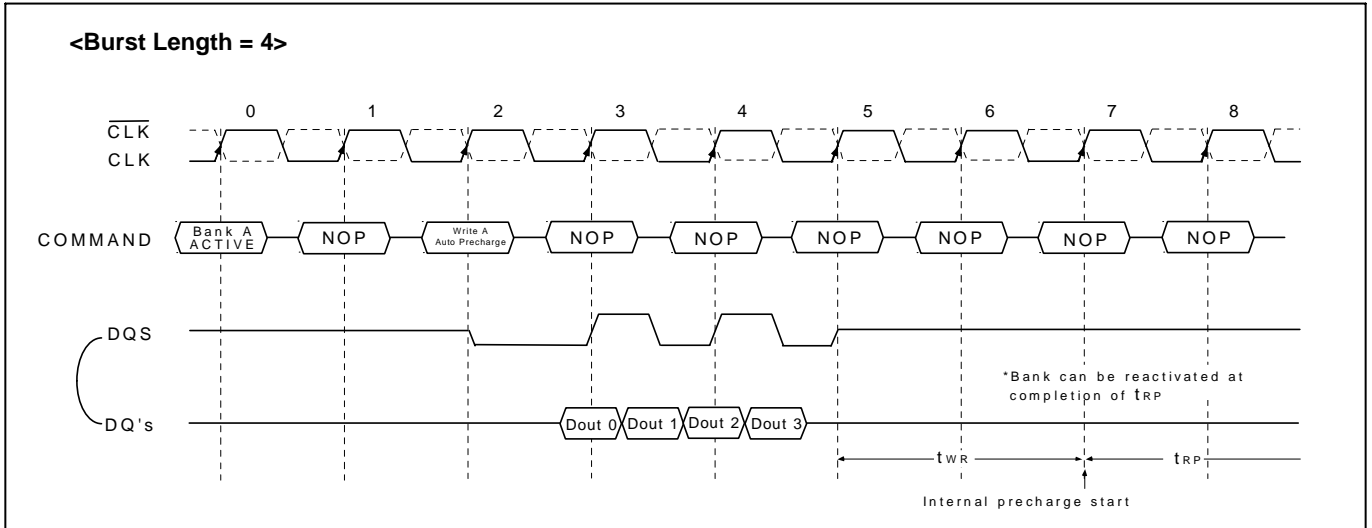 <Burst Length = 4>
0 1 2 3 4 5 6 7 8
CLK
CLK
COMMAND
Bank A
ACTIVE
NOP
Write A
Auto Precharge
NOP
NOP
NOP
NOP
NOP
NOP
DQS
*Bank can be reactivated at
completion of tRP
DQ's
Dout 0 Dout 1 Dout 2 Dout 3
tWR
tRP
Internal precharge start